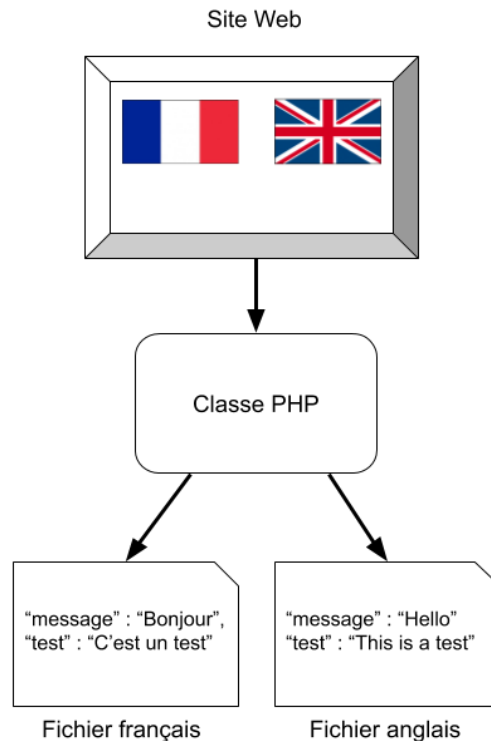 Site Web
Classe PHP
“message” : “Bonjour”,
“test” : “C’est un test”
“message” : “Hello”
“test” : “This is a test”
Fichier français
Fichier anglais